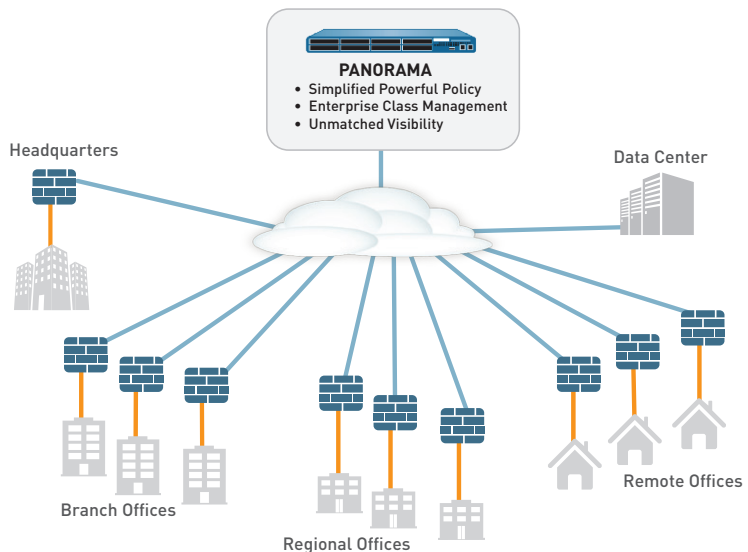 PANORAMA
• Simplified Powerful Policy
• Enterprise Class Management
• Unmatched Visibility
Headquarters
Data Center
Branch Offices
Regional Offices
Remote Offices